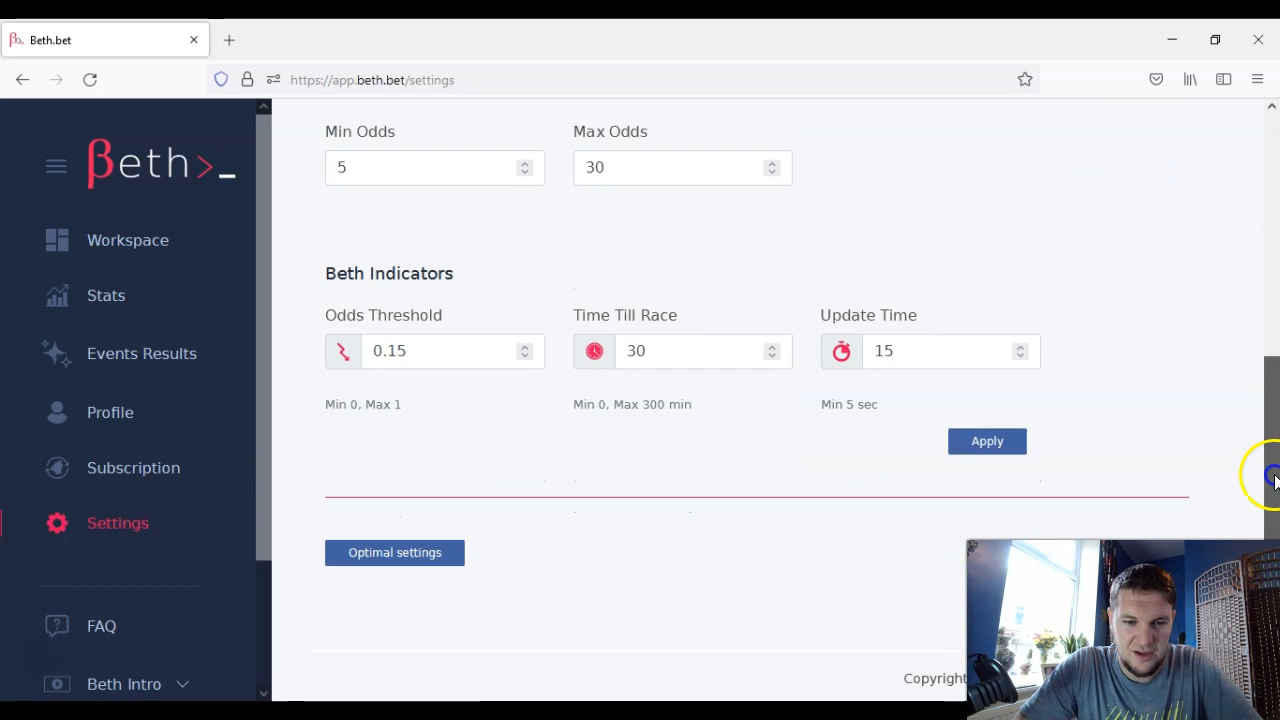 Beth.bet
https://app.beth.bet/settings
βeth>_
Workspace
Stats
Events Results
Profile
Subscription
Settings
FAQ
Beth Intro
Min Odds
Max Odds
5
30
Beth Indicators
Odds Threshold
Time Till Race
Update Time
0.15
30
15
Min 0, Max 1
Min 0, Max 300 min
Min 5 sec
Apply
Optimal settings
Copyright